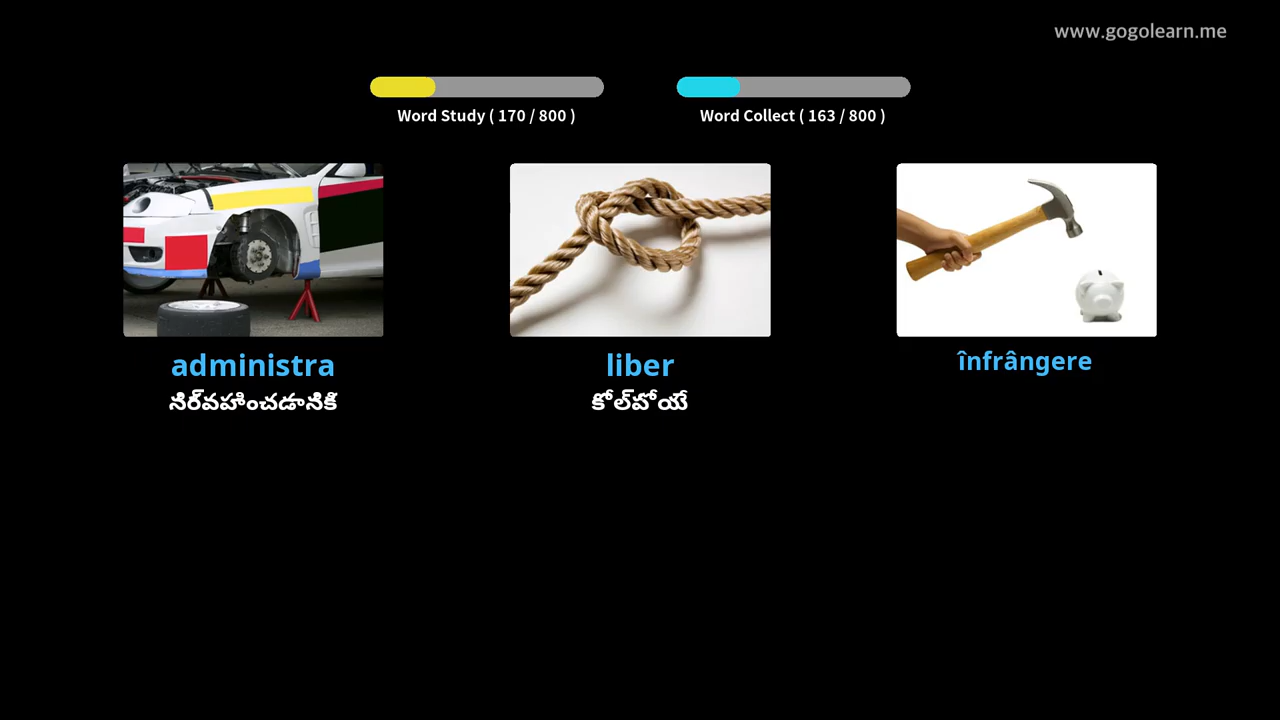 www.gogolearn.me
Word Study ( 170 / 800 )
Word Collect ( 163 / 800 )
administra
liber
înfrângere
నిర్వహించడానికి
కోల్పోయే